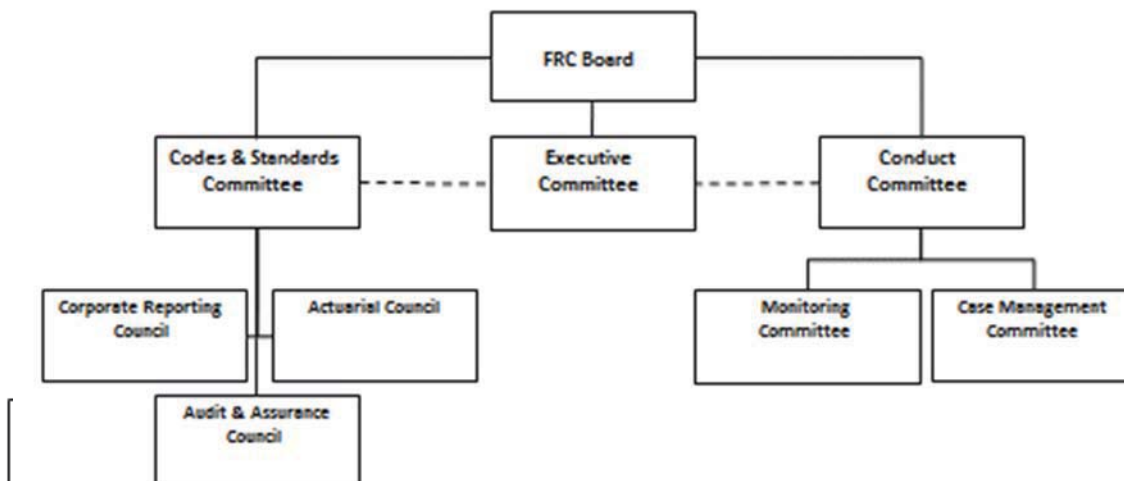 FRC Board
Codes & Standards
Committee
Executive
Committee
Conduct
Committee
Corporate Reporting
Council
Actuarial Council
Monitoring
Committee
Case Management
Committee
Audit & Assurance
Council